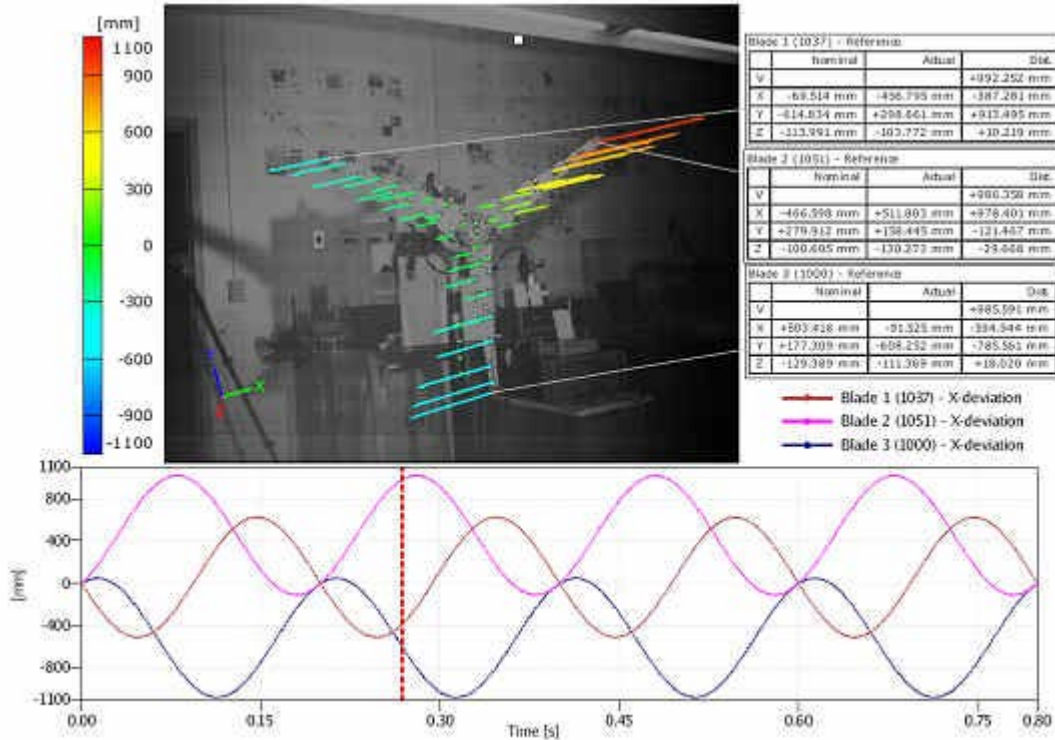 [mm]
1100
900
600
300
0
-300
-600
-900
-1100
Y
X
Z
Blade 1 (1037) - Reference
Nominal Actual Dist.
V +992.252 mm
X -69.514 mm -456.795 mm -387.281 mm
Y -614.834 mm +298.661 mm +913.495 mm
Z -113.991 mm -103.772 mm +10.219 mm
Blade 2 (1051) - Reference
Nominal Actual Dist.
V +986.358 mm
X -466.598 mm +511.803 mm +978.401 mm
Y +279.912 mm +158.445 mm -121.467 mm
Z -100.605 mm -130.273 mm -29.668 mm
Blade 3 (1000) - Reference
Nominal Actual Dist.
V +985.591 mm
X +503.418 mm -91.525 mm -594.944 mm
Y +177.309 mm -608.252 mm -785.561 mm
Z -129.389 mm -111.369 mm +18.020 mm
Blade 1 (1037) - X-deviation
Blade 2 (1051) - X-deviation
Blade 3 (1000) - X-deviation
[mm]
1100
800
400
0
-400
-800
-1100
0.00 0.15 0.30 0.45 0.60 0.75 0.80
Time [s]